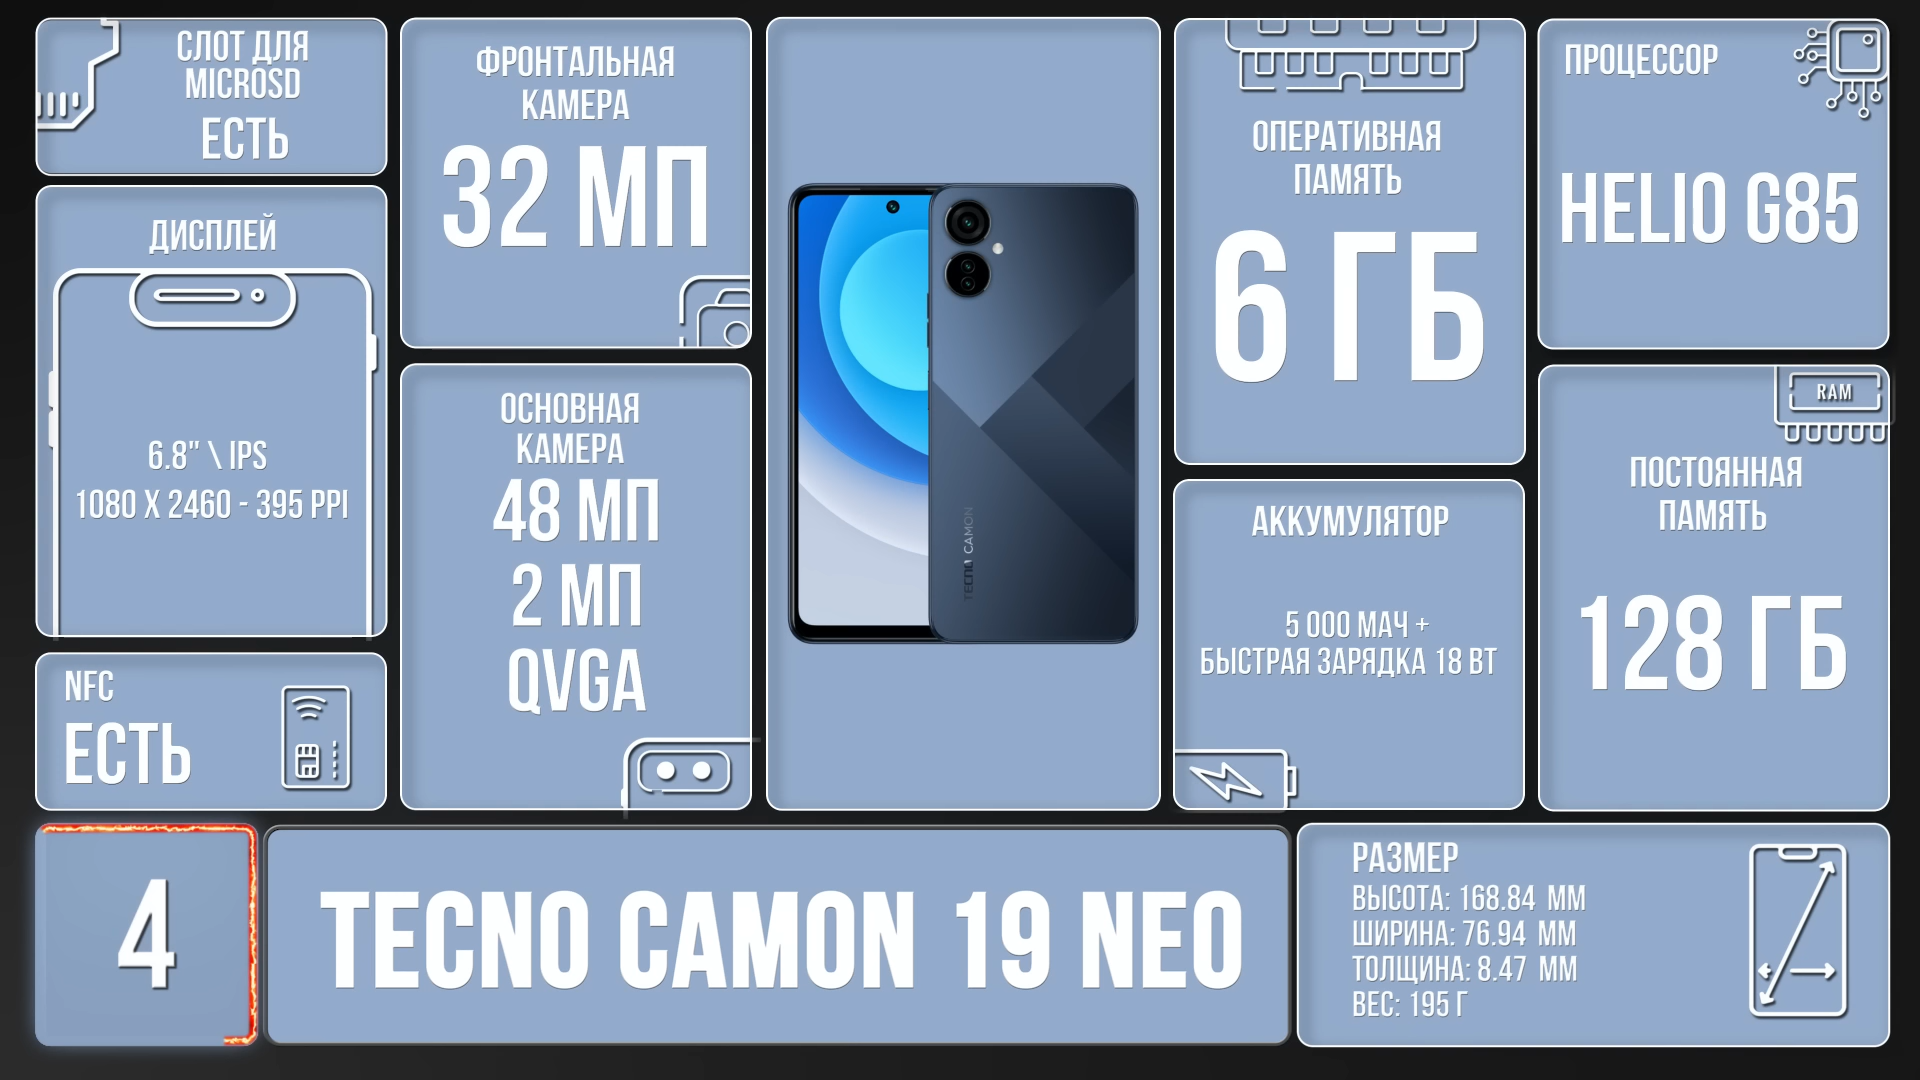 СЛОТ ДЛЯ
MICROSD
ЕСТЬ
ДИСПЛЕЙ
6.8" \ IPS
1080 X 2460 - 395 PPI
NFC
ЕСТЬ
ФРОНТАЛЬНАЯ
КАМЕРА
32 МП
ОСНОВНАЯ
КАМЕРА
48 МП
2 МП
QVGA
TECNO CAMON
ОПЕРАТИВНАЯ
ПАМЯТЬ
6 ГБ
АККУМУЛЯТОР
5 000 МАЧ +
БЫСТРАЯ ЗАРЯДКА 18 ВТ
ПРОЦЕССОР
HELIO G85
RAM
ПОСТОЯННАЯ
ПАМЯТЬ
128 ГБ
4
TECNO CAMON 19 NEO
РАЗМЕР
ВЫСОТА: 168.84 ММ
ШИРИНА: 76.94 ММ
ТОЛЩИНА: 8.47 ММ
ВЕС: 195 Г